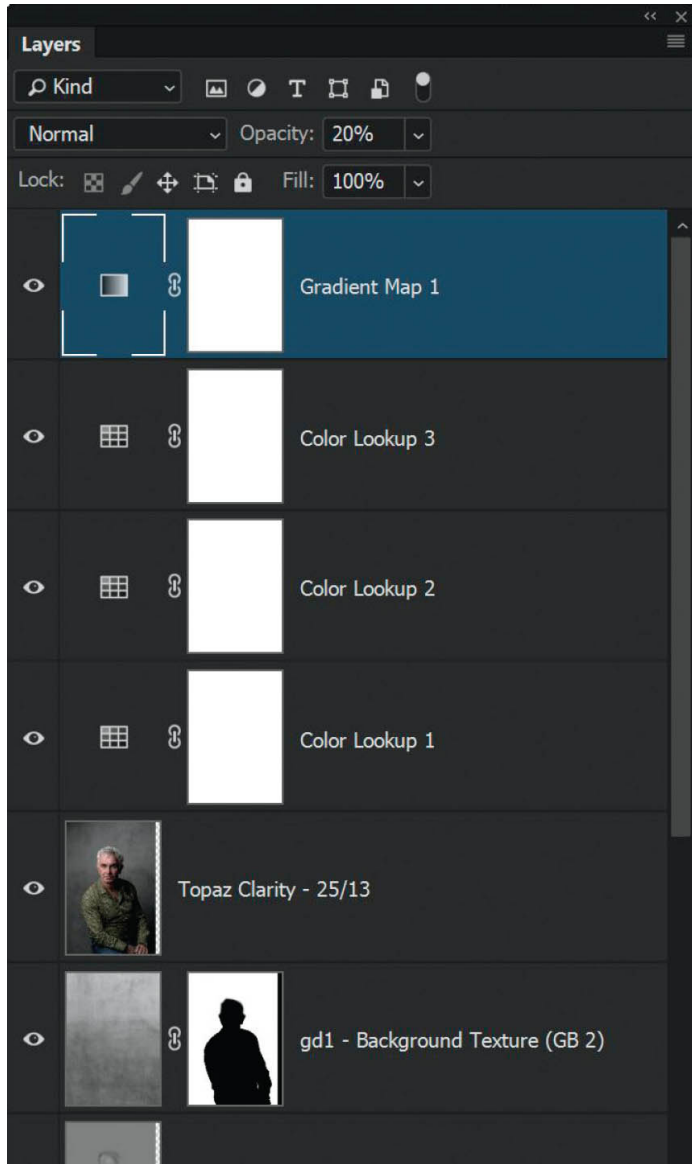 Layers
Kind
Normal Opacity: 20%
Lock: Fill: 100%
Gradient Map 1
Color Lookup 3
Color Lookup 2
Color Lookup 1
Topaz Clarity - 25/13
gd1 - Background Texture (GB 2)